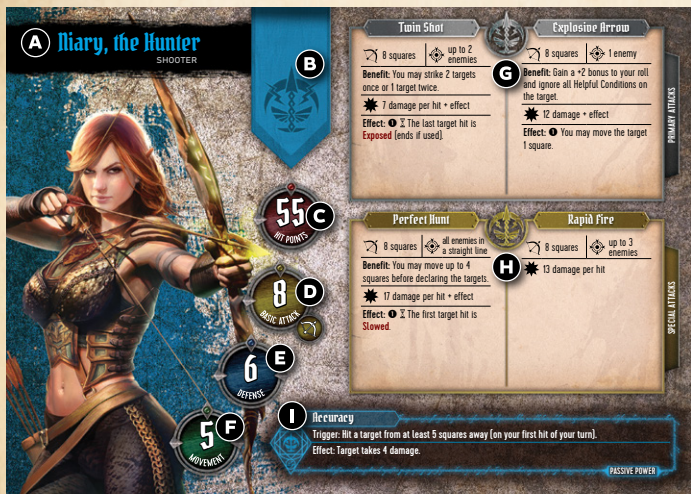 A
Niary, the Hunter
SHOOTER
B
55
HIT POINTS
C
8
BASIC ATTACK
D
6
DEFENSE
E
5
MOVEMENT
F
Twin Shot
8 squares
up to 2
enemies
Benefit: You may strike 2 targets
once or 1 target twice.
7 damage per hit + effect
Effect: The last target hit is
Exposed (ends if used).
G
Explosive Arrow
8 squares
1 enemy
Benefit: Gain a +2 bonus to your roll
and ignore all Helpful Conditions on
the target.
12 damage + effect
Effect: You may move the target
1 square.
PRIMARY ATTACKS
Perfect Hunt
8 squares
all enemies in
a straight line
Benefit: You may move up to 4
squares before declaring the targets.
17 damage per hit + effect
Effect: The first target hit is
Slowed.
H
Rapid Fire
8 squares
up to 3
enemies
13 damage per hit
SPECIAL ATTACKS
I
Accuracy
Trigger: Hit a target from at least 5 squares away (on your first hit of your turn).
Effect: Target takes 4 damage.
PASSIVE POWER